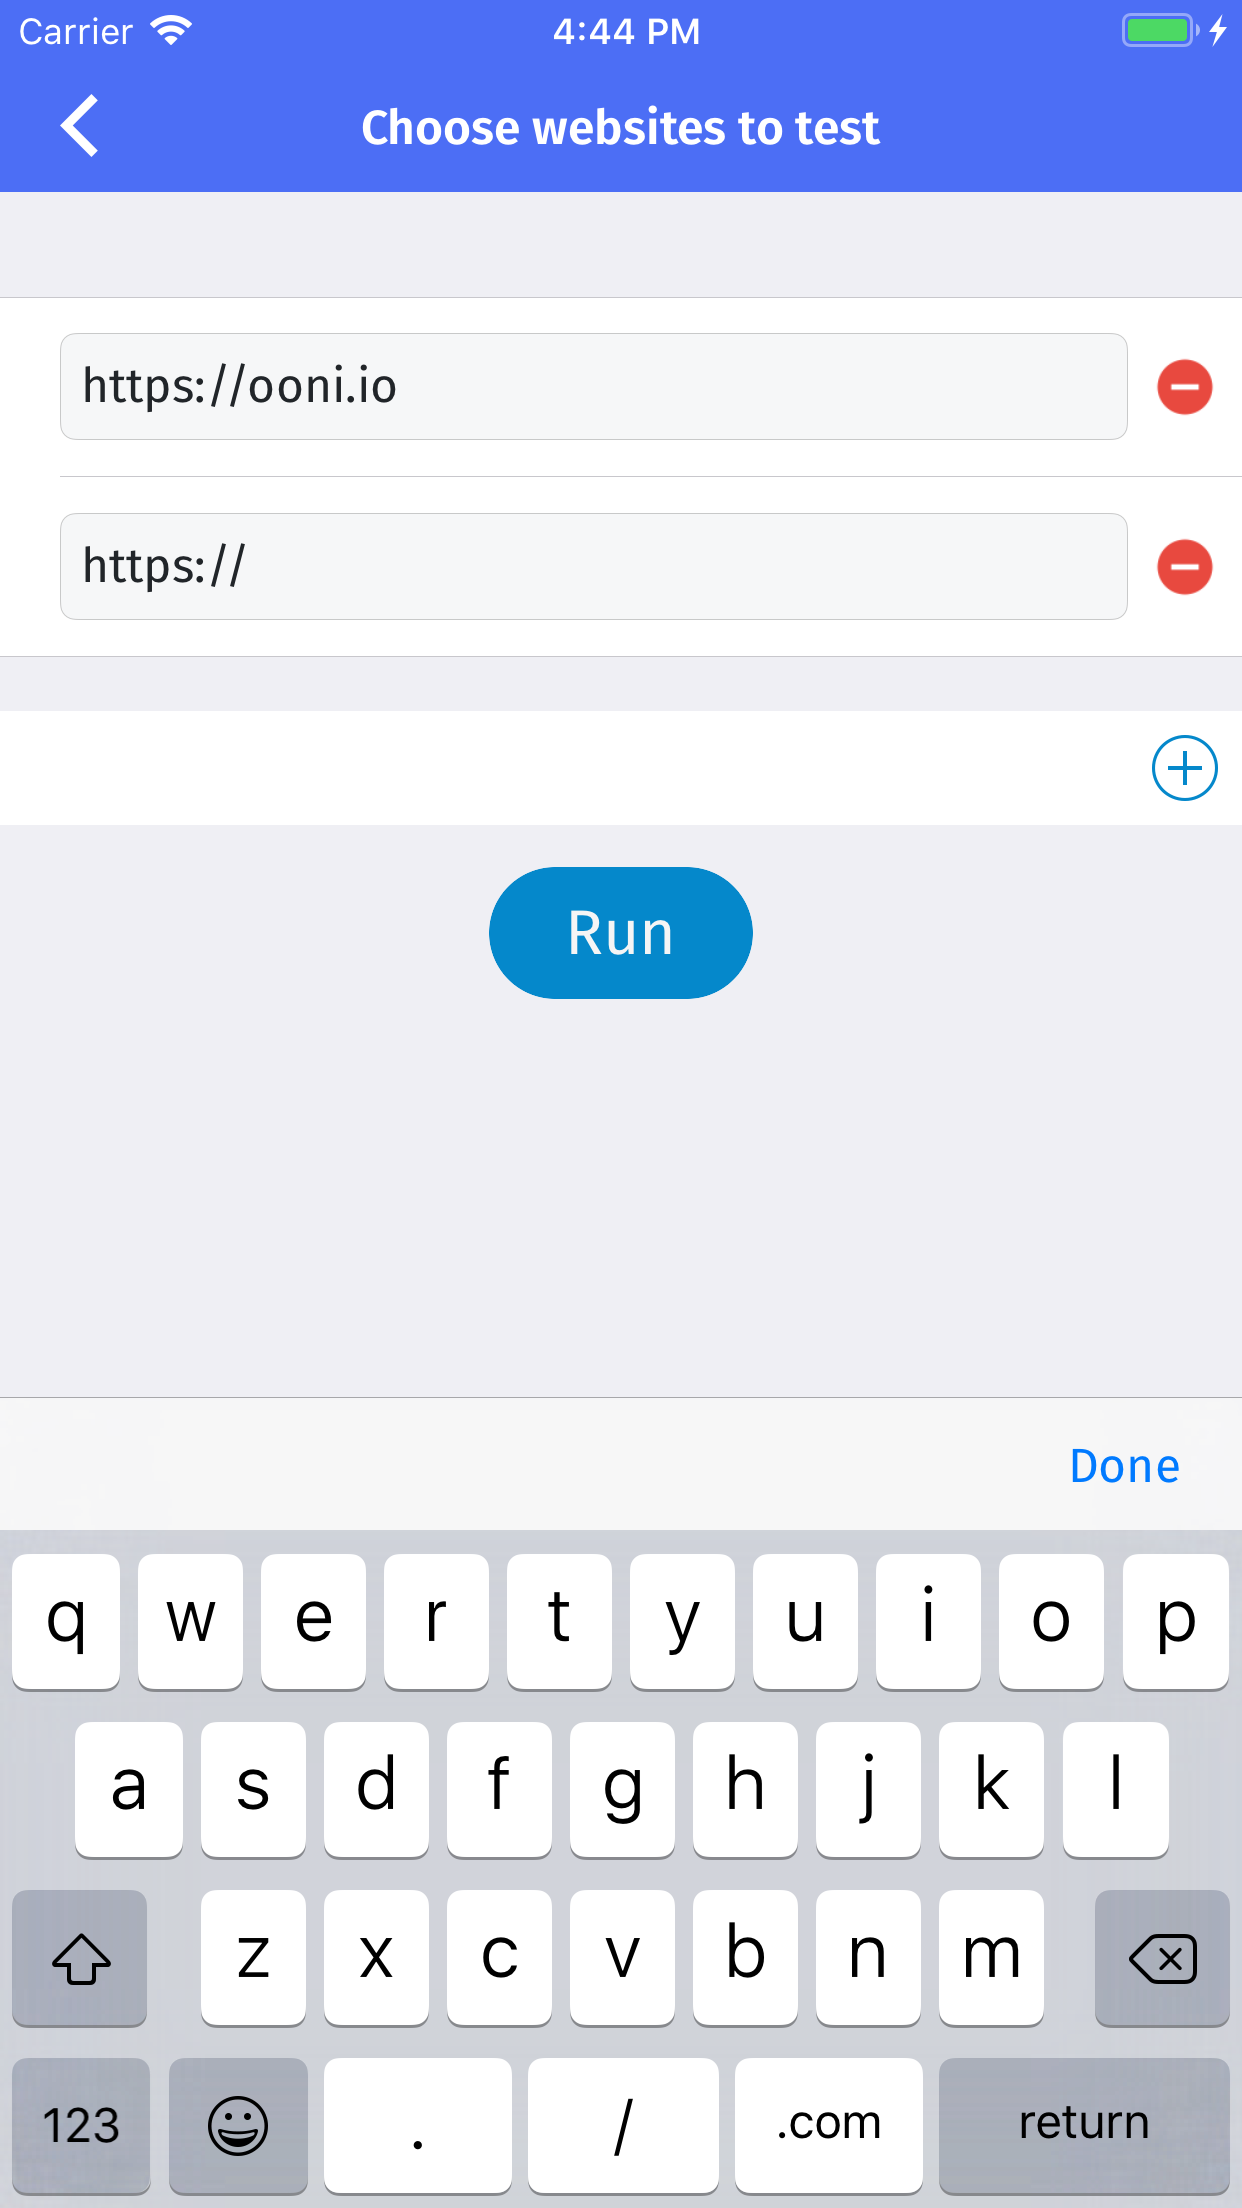 Carrier 4:44 PM
Choose websites to test
https://ooni.io
https://
Run
Done
q w e r t y u i o p
a s d f g h j k l
z x c v b n m
123 . / .com return